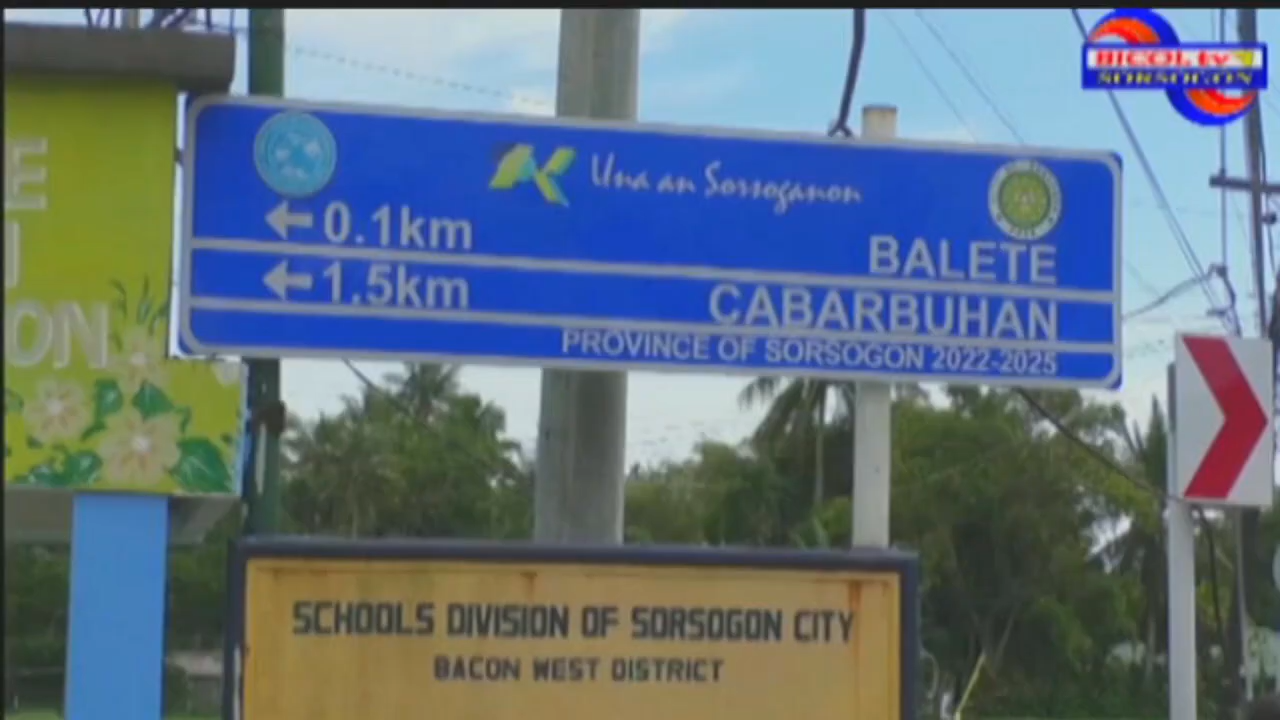 BICOL tv
SORSOGON
Una an Sorsoganon
0.1km BALETE
1.5km CABARBUHAN
PROVINCE OF SORSOGON 2022-2025
E
ON
SCHOOLS DIVISION OF SORSOGON CITY
BACON WEST DISTRICT